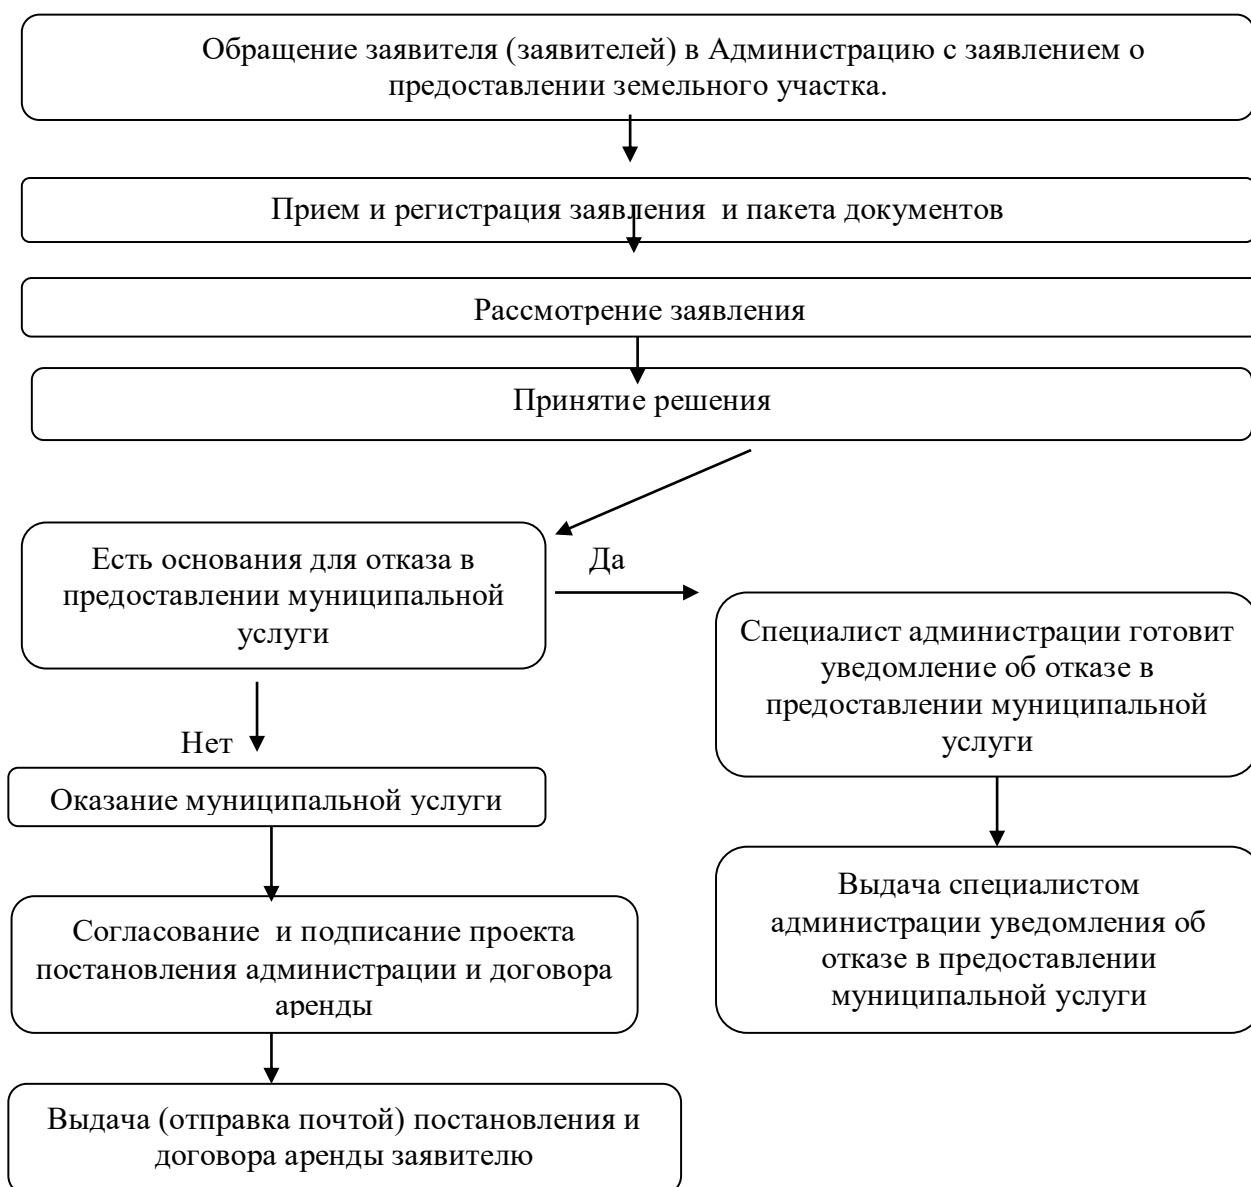 Обращение заявителя (заявителей) в Администрацию с заявлением о
предоставлении земельного участка.
Прием и регистрация заявления  и пакета документов
Рассмотрение заявления
Принятие решения
Есть основания для отказа в
предоставлении муниципальной
услуги
Да
Специалист администрации готовит
уведомление об отказе в
предоставлении муниципальной
услуги
Нет
Оказание муниципальной услуги
Выдача специалистом
администрации уведомления об
отказе в предоставлении
муниципальной услуги
Согласование  и подписание проекта
постановления администрации и договора
аренды
Выдача (отправка почтой) постановления и
договора аренды заявителю